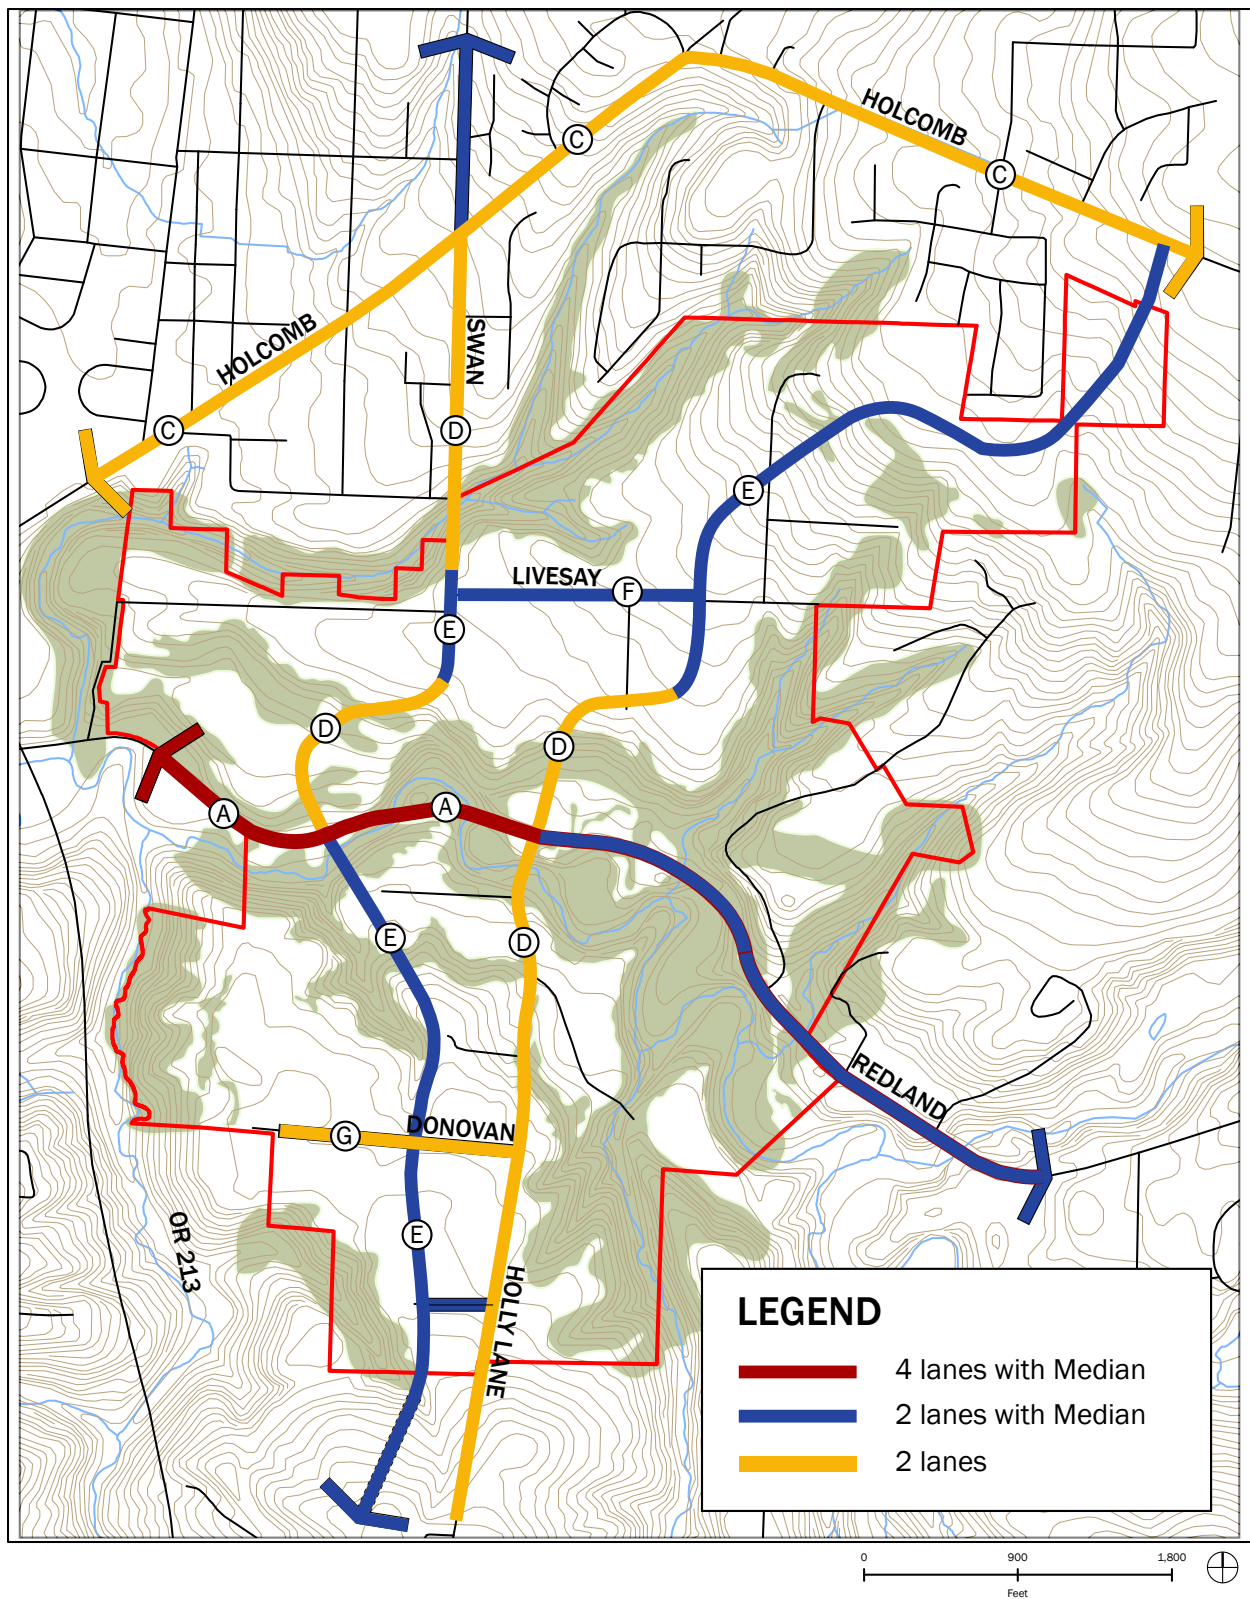 HOLCOMB
C
C
SWAN
HOLCOMB
C
D
E
LIVESAY
F
E
D
D
A
A
E
D
REDLAND
DONOVAN
G
OR 213
E
HOLLY LANE
LEGEND
4 lanes with Median
2 lanes with Median
2 lanes
0 900 1,800
Feet